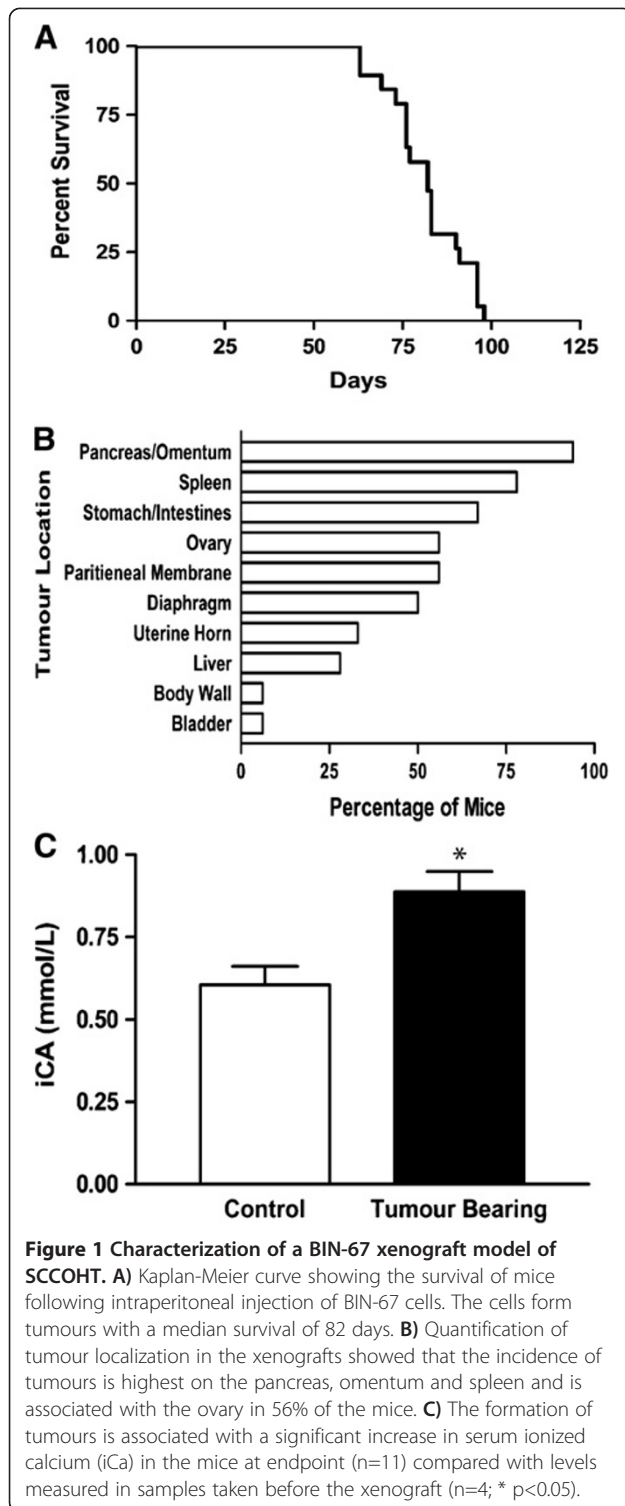 A
100
75
50
25
0
Percent Survival
0 25 50 75 100 125
Days
B
Tumour Location
Pancreas/Omentum
Spleen
Stomach/Intestines
Ovary
Paritieneal Membrane
Diaphragm
Uterine Horn
Liver
Body Wall
Bladder
0 25 50 75 100
Percentage of Mice
C
1.00
0.75
0.50
0.25
0.00
iCA (mmol/L)
*
Control Tumour Bearing
Figure 1 Characterization of a BIN-67 xenograft model of
SCCOHT. A) Kaplan-Meier curve showing the survival of mice
following intraperitoneal injection of BIN-67 cells. The cells form
tumours with a median survival of 82 days. B) Quantification of
tumour localization in the xenografts showed that the incidence of
tumours is highest on the pancreas, omentum and spleen and is
associated with the ovary in 56% of the mice. C) The formation of
tumours is associated with a significant increase in serum ionized
calcium (iCa) in the mice at endpoint (n=11) compared with levels
measured in samples taken before the xenograft (n=4; * p<0.05).